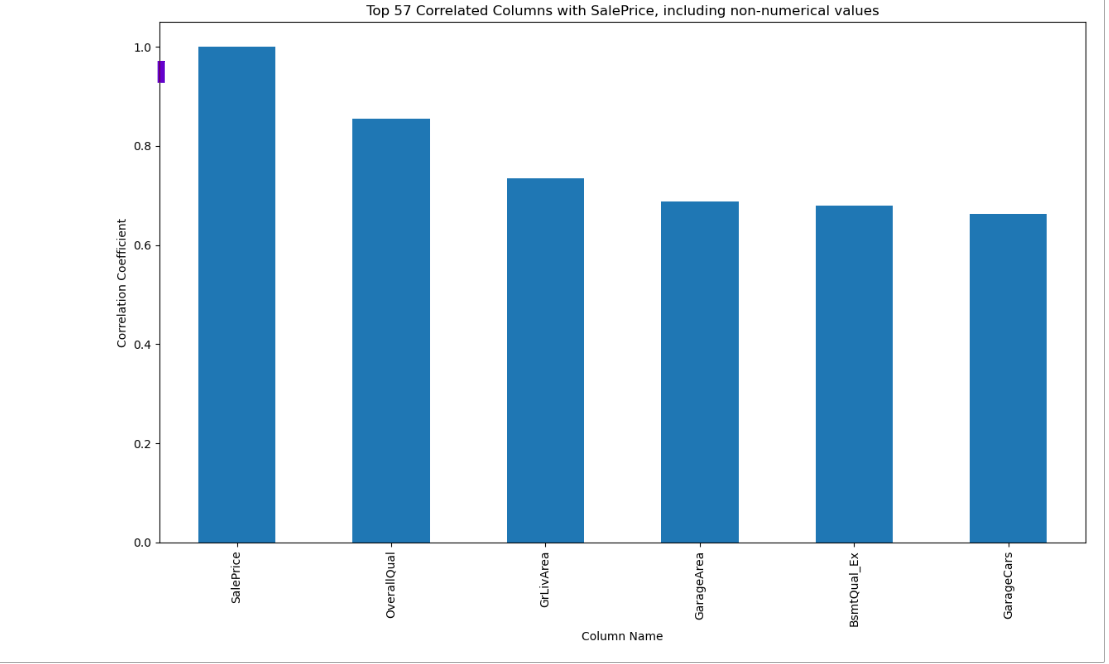 Top 57 Correlated Columns with SalePrice, including non-numerical values
Correlation Coefficient
1.0
0.8
0.6
0.4
0.2
0.0
SalePrice
OverallQual
GrLivArea
GarageArea
BsmtQual_Ex
GarageCars
Column Name